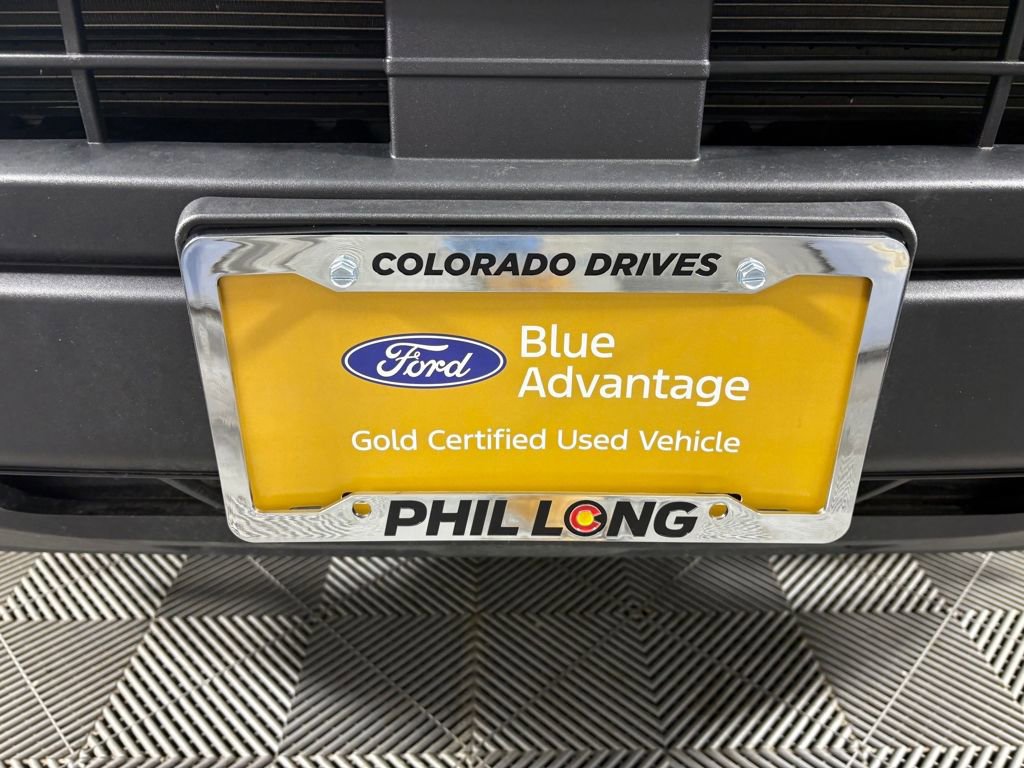 COLORADO DRIVES
Ford
Blue
Advantage
Gold Certified Used Vehicle
PHIL LONG